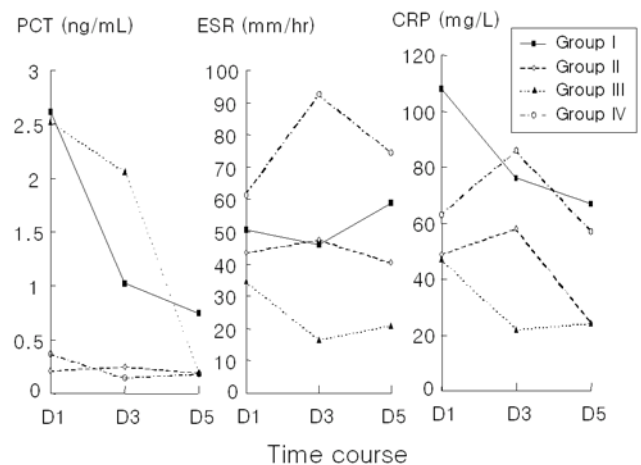 PCT (ng/mL)
3
2.5
2
1.5
1
0.5
0
D1 D3 D5
ESR (mm/hr)
100
90
80
70
60
50
40
30
20
10
0
D1 D3 D5
CRP (mg/L)
120
100
80
60
40
20
0
D1 D3 D5
Group I
Group II
Group III
Group IV
Time course